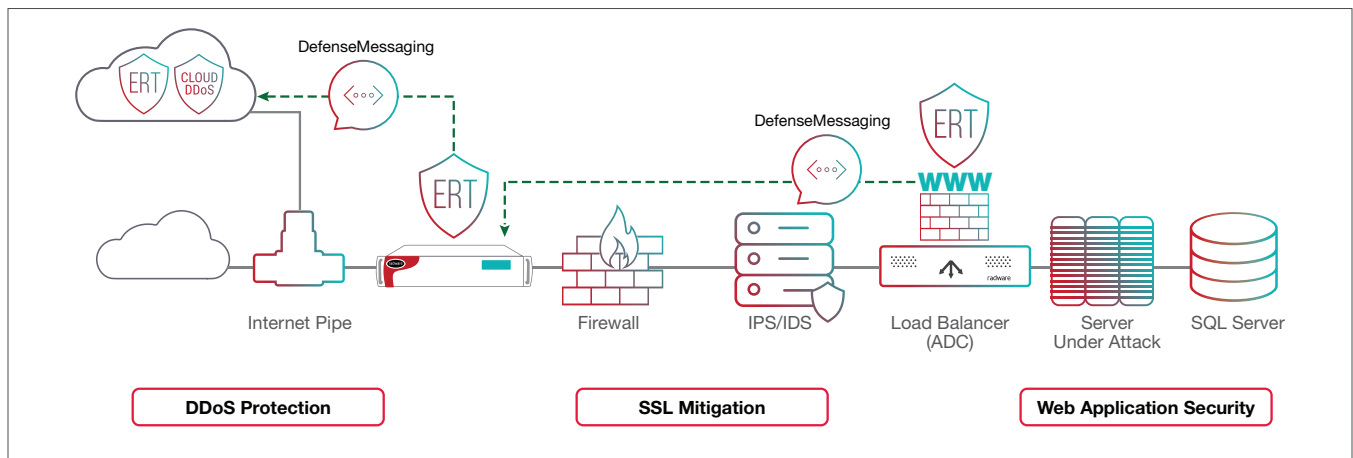 DefenseMessaging
ERT
CLOUD
DDoS
DefenseMessaging
ERT
ERT
WWW
radware
Internet Pipe
Firewall
IPS/IDS
Load Balancer
(ADC)
Server
Under Attack
SQL Server
DDoS Protection
SSL Mitigation
Web Application Security